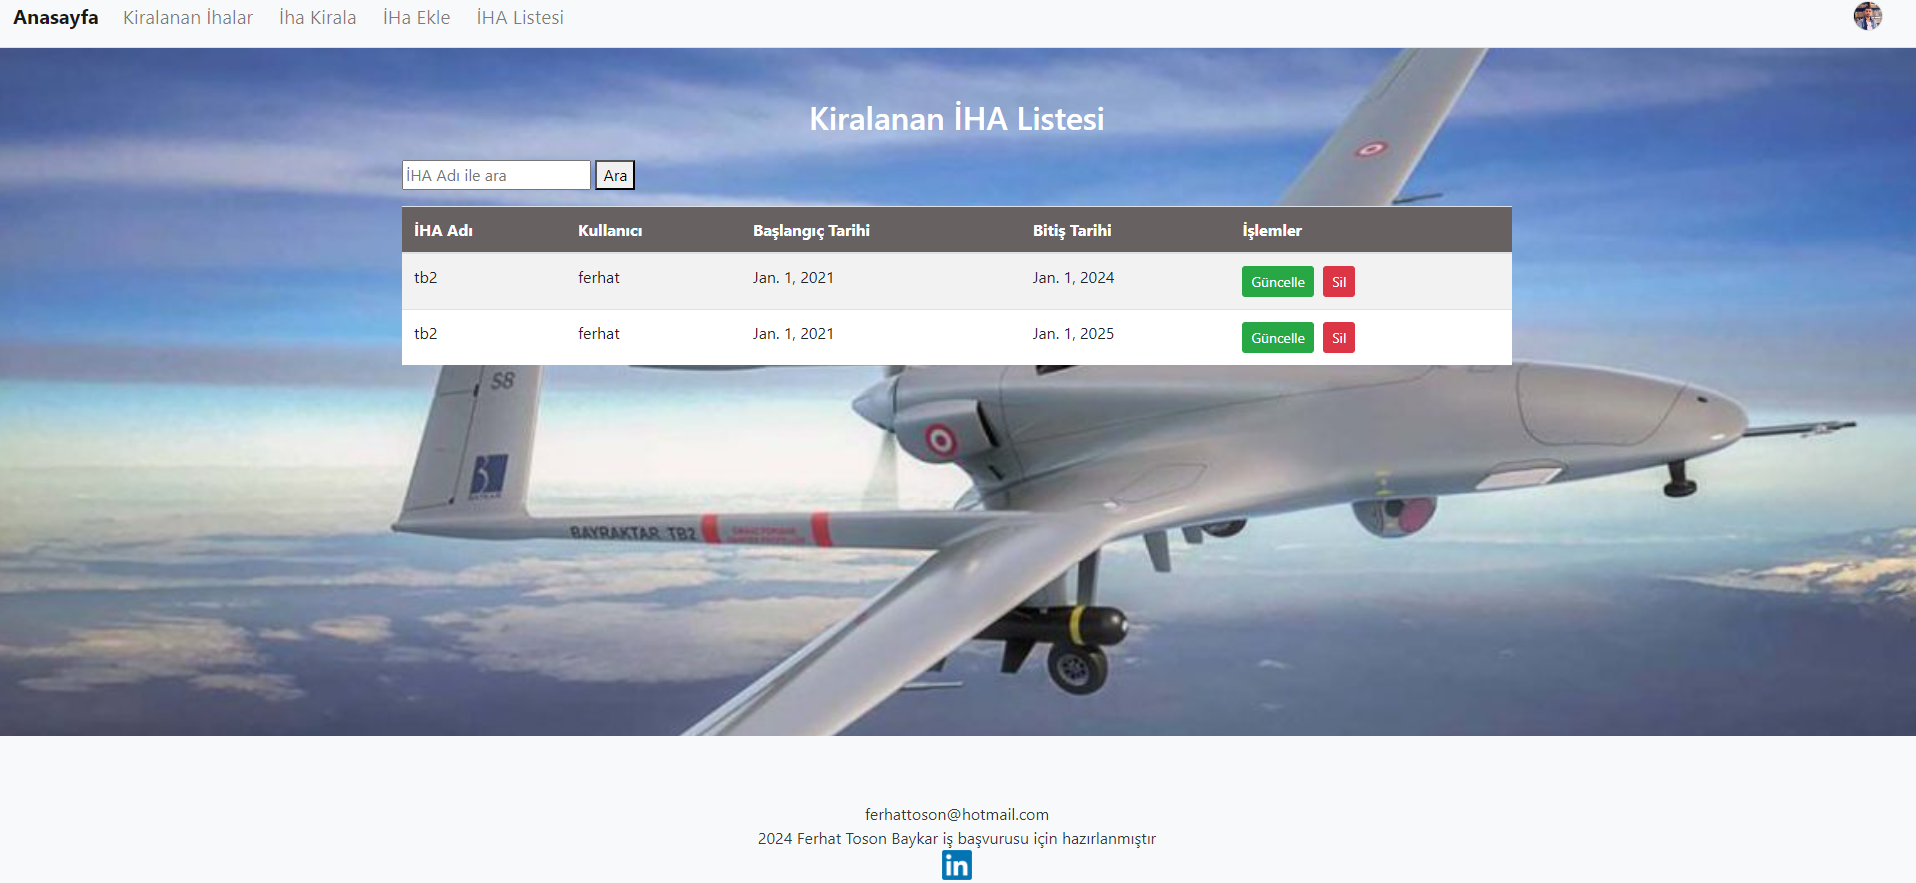 Anasayfa Kiralanan İhalar İha Kirala İHa Ekle İHA Listesi
Kiralanan İHA Listesi
İHA Adı ile ara Ara
İHA Adı Kullanıcı Başlangıç Tarihi Bitiş Tarihi İşlemler
tb2 ferhat Jan. 1, 2021 Jan. 1, 2024 Güncelle Sil
tb2 ferhat Jan. 1, 2021 Jan. 1, 2025 Güncelle Sil
S8
BAYKAR
BAYRAKTAR TB2
ferhattoson@hotmail.com
2024 Ferhat Toson Baykar iş başvurusu için hazırlanmıştır
in